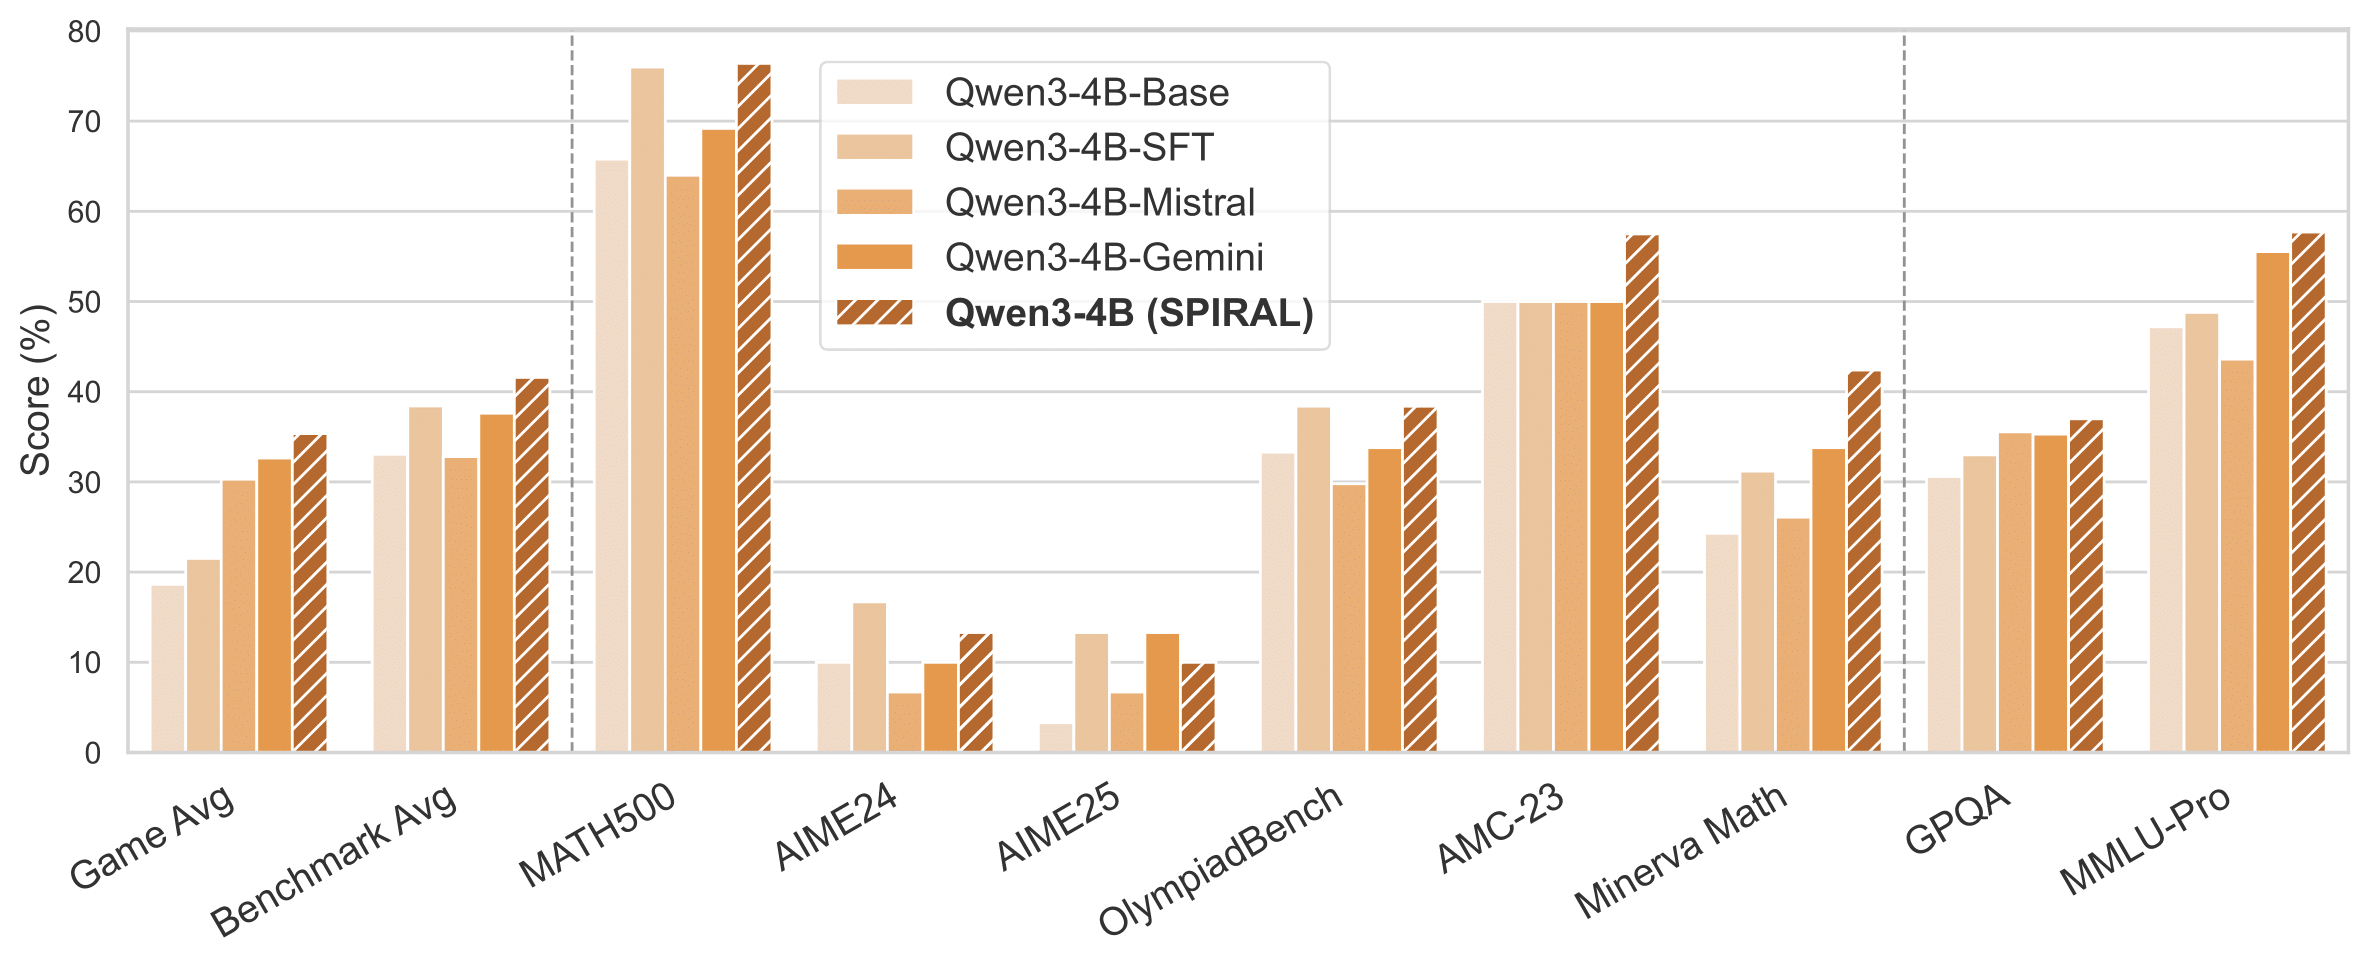 80
70
60
50
40
30
20
10
0
Score (%)
Qwen3-4B-Base
Qwen3-4B-SFT
Qwen3-4B-Mistral
Qwen3-4B-Gemini
Qwen3-4B (SPIRAL)
Game Avg
Benchmark Avg
MATH500
AIME24
AIME25
OlympiadBench
AMC-23
Minerva Math
GPQA
MMLU-Pro